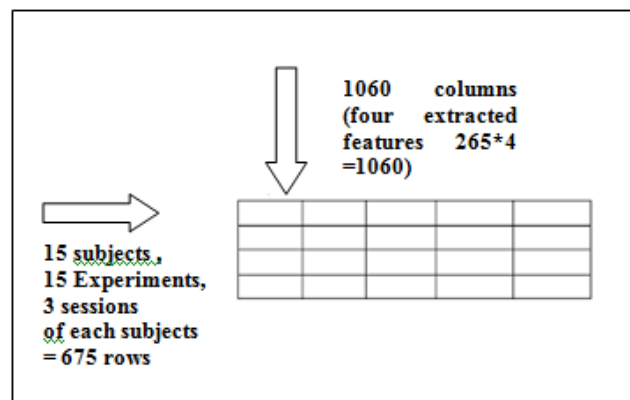 1060 columns
(four extracted
features 265*4
=1060)
15 subjects ,
15 Experiments,
3 sessions
of each subjects
= 675 rows